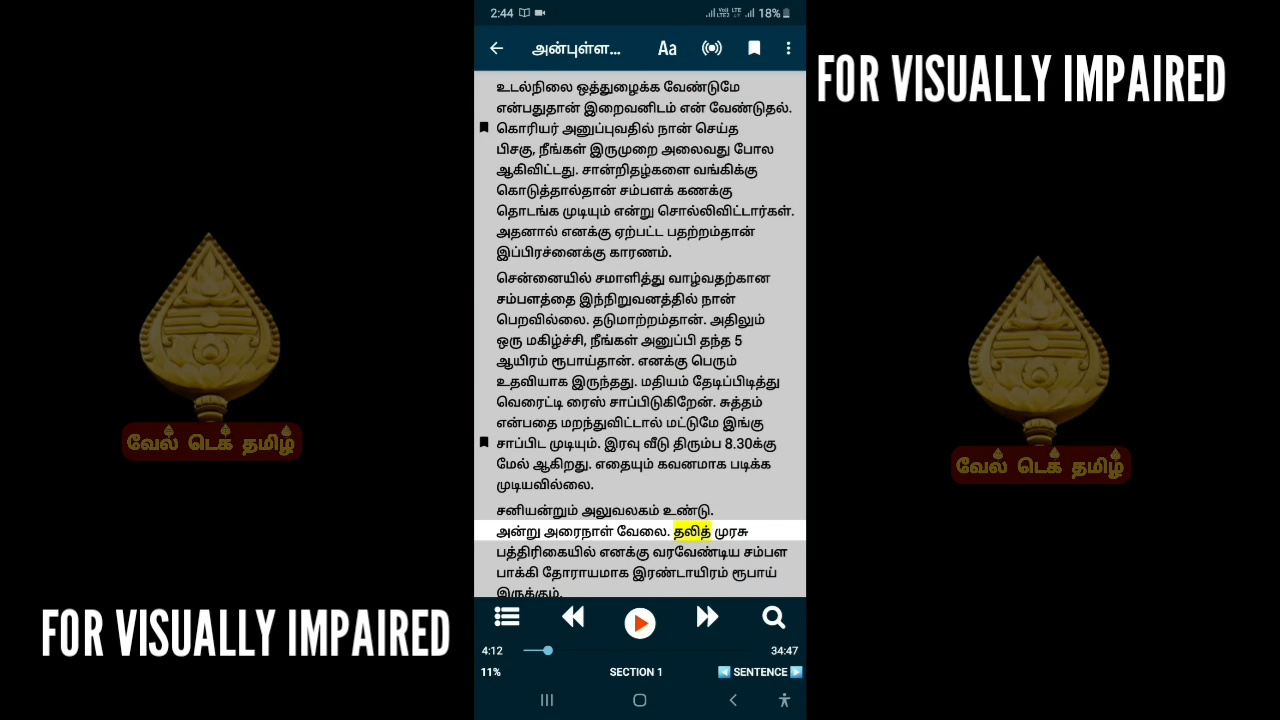 2:44 18%
அன்புள்ள... Aa
FOR VISUALLY IMPAIRED
உடல்நிலை ஒத்துழைக்க வேண்டுமே
என்பதுதான் இறைவனிடம் என் வேண்டுதல்.
கொரியர் அனுப்புவதில் நான் செய்த
பிசகு, நீங்கள் இருமுறை அலைவது போல
ஆகிவிட்டது. சான்றிதழ்களை வங்கிக்கு
கொடுத்தால்தான் சம்பளக் கணக்கு
தொடங்க முடியும் என்று சொல்லிவிட்டார்கள்.
அதனால் எனக்கு ஏற்பட்ட பதற்றம்தான்
இப்பிரச்னைக்கு காரணம்.
சென்னையில் சமாளித்து வாழ்வதற்கான
சம்பளத்தை இந்நிறுவனத்தில் நான்
பெறவில்லை. தடுமாற்றம்தான். அதிலும்
ஒரு மகிழ்ச்சி, நீங்கள் அனுப்பி தந்த 5
ஆயிரம் ரூபாய்தான். எனக்கு பெரும்
உதவியாக இருந்தது. மதியம் தேடிப்பிடித்து
வெரைட்டி ரைஸ் சாப்பிடுகிறேன். சுத்தம்
என்பதை மறந்துவிட்டால் மட்டுமே இங்கு
சாப்பிட முடியும். இரவு வீடு திரும்ப 8.30க்கு
மேல் ஆகிறது. எதையும் கவனமாக படிக்க
முடியவில்லை.
சனியன்றும் அலுவலகம் உண்டு.
அன்று அரைநாள் வேலை. தலித் முரசு
பத்திரிகையில் எனக்கு வரவேண்டிய சம்பள
பாக்கி தோராயமாக இரண்டாயிரம் ரூபாய்
இருக்கும்.
வேல் டெக் தமிழ்
வேல் டெக் தமிழ்
FOR VISUALLY IMPAIRED
4:12 34:47
11% SECTION 1 SENTENCE